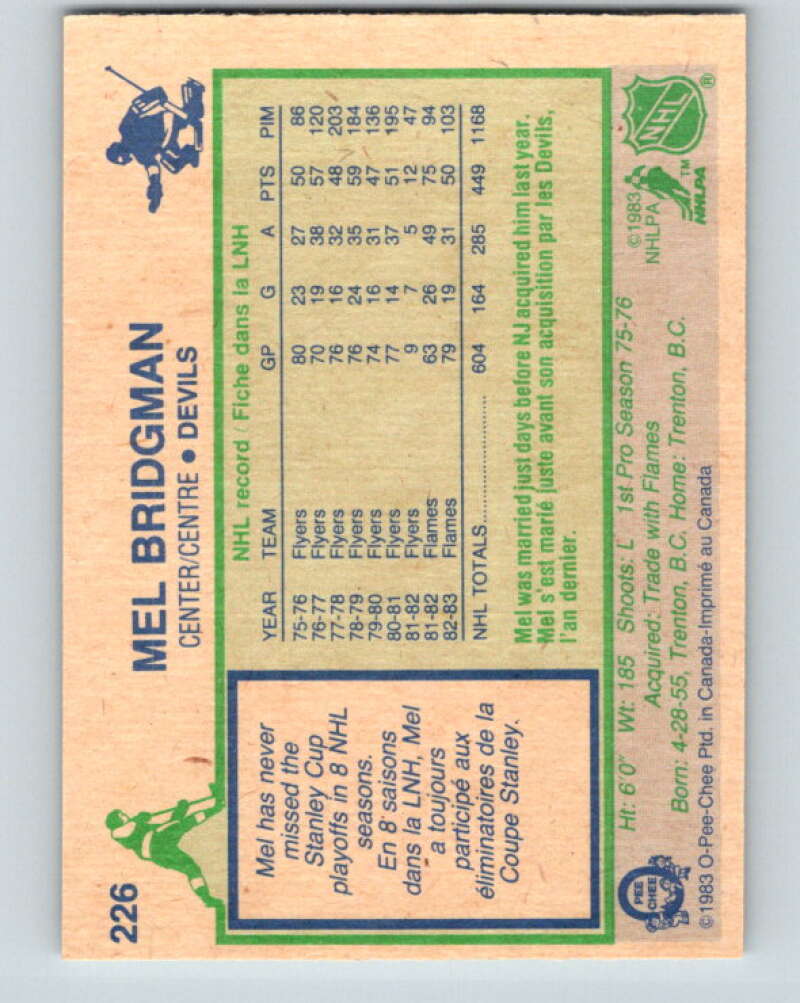 226
MEL BRIDGMAN
CENTER/CENTRE • DEVILS
Mel has never
missed the
Stanley Cup
playoffs in 8 NHL
seasons.
En 8 saisons
dans la LNH, Mel
a toujours
participé aux
éliminatoires de la
Coupe Stanley.
NHL record / Fiche dans la LNH
YEAR TEAM GP G A PTS PIM
75-76 Flyers 80 23 27 50 86
76-77 Flyers 70 19 38 57 120
77-78 Flyers 76 16 32 48 203
78-79 Flyers 76 24 35 59 184
79-80 Flyers 74 16 31 47 136
80-81 Flyers 77 14 37 51 195
81-82 Flyers 9 7 5 12 47
81-82 Flames 63 26 49 75 94
82-83 Flames 79 19 31 50 103
NHL TOTALS.................. 604 164 285 449 1168
Mel was married just days before NJ acquired him last year.
Mel s'est marié juste avant son acquisition par les Devils,
l'an dernier.
Ht: 6'0" Wt: 185 Shoots: L 1st Pro Season 75-76
Acquired: Trade with Flames
Born: 4-28-55, Trenton, B.C. Home: Trenton, B.C.
©1983 O-Pee-Chee Ptd. in Canada-Imprimé au Canada
O
PEE
CHEE
©1983
NHLPA
NHL
®
TM
NHLPA